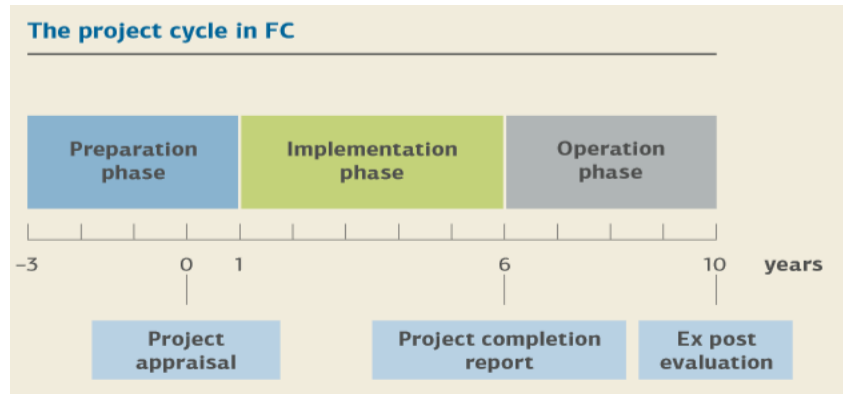 The project cycle in FC
Preparation
phase
Implementation
phase
Operation
phase
–3 0 1 6 10 years
Project
appraisal
Project completion
report
Ex post
evaluation